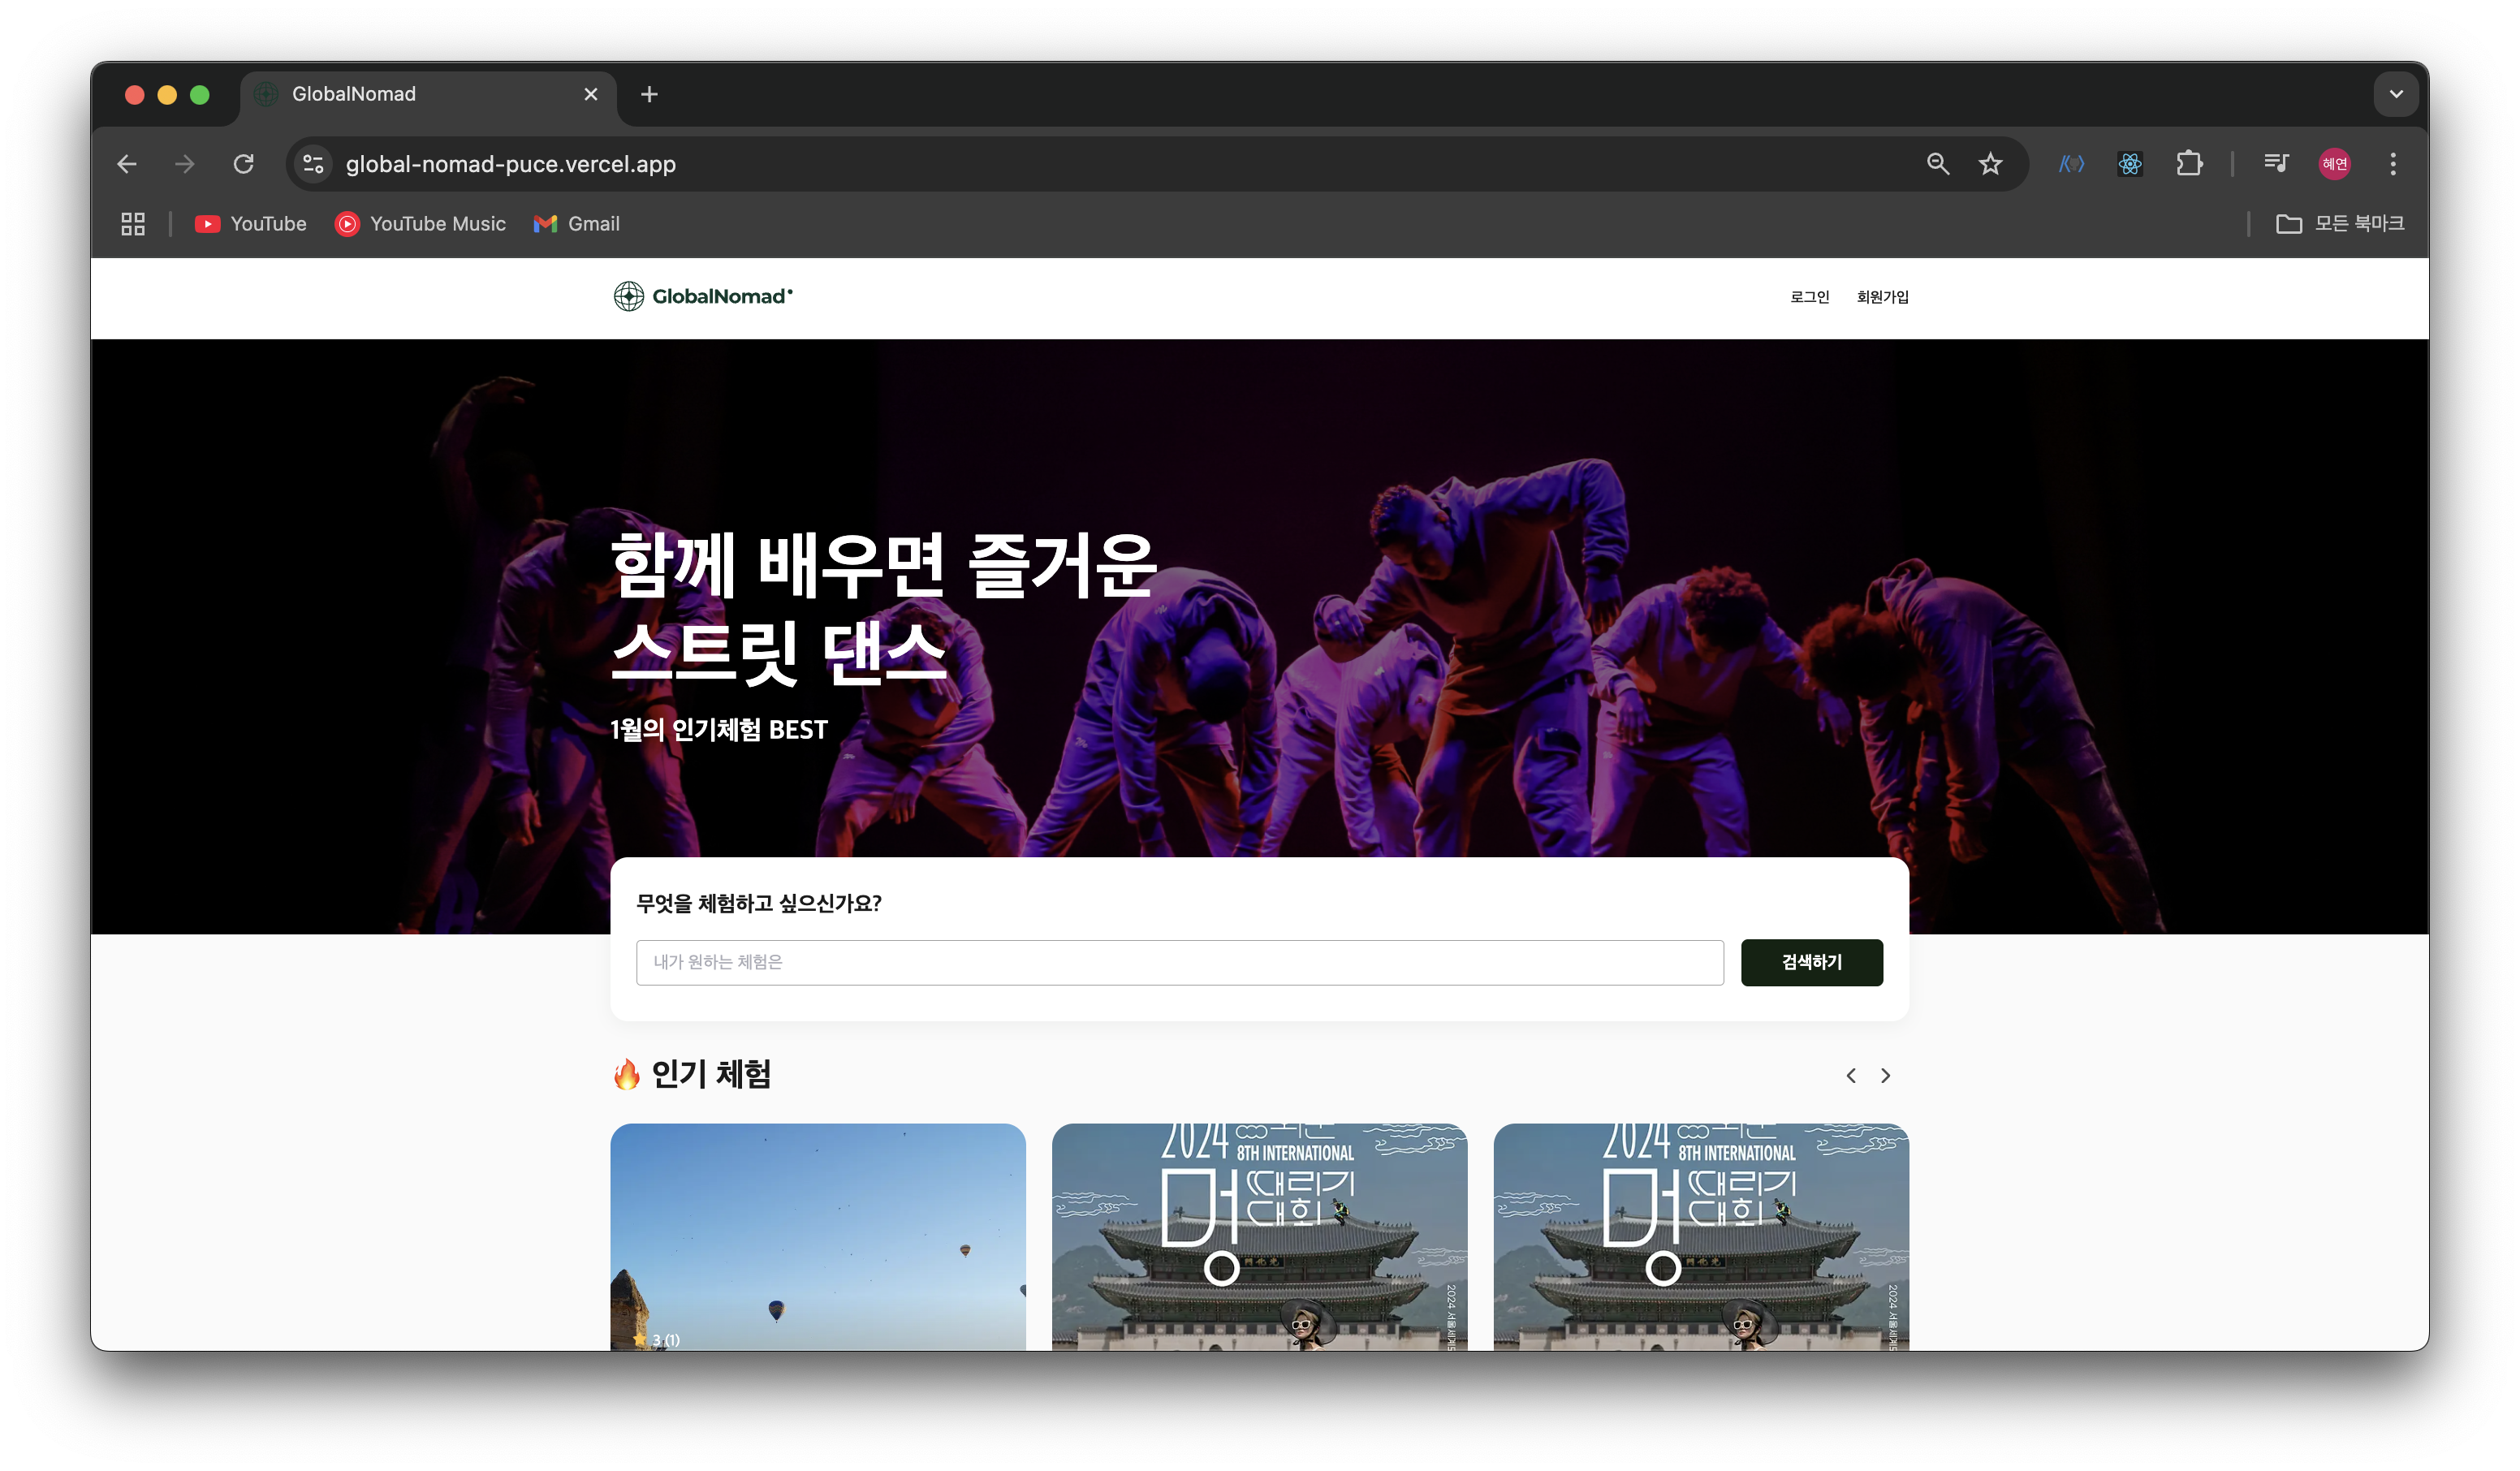 GlobalNomad
global-nomad-puce.vercel.app
혜연
YouTube
YouTube Music
Gmail
모든 북마크
GlobalNomad
로그인
회원가입
함께 배우면 즐거운
스트릿 댄스
1월의 인기체험 BEST
무엇을 체험하고 싶으신가요?
내가 원하는 체험은
검색하기
🔥 인기 체험
3 (1)
2024
8TH INTERNATIONAL
멍때리기
대회
2024
8TH INTERNATIONAL
멍때리기
대회